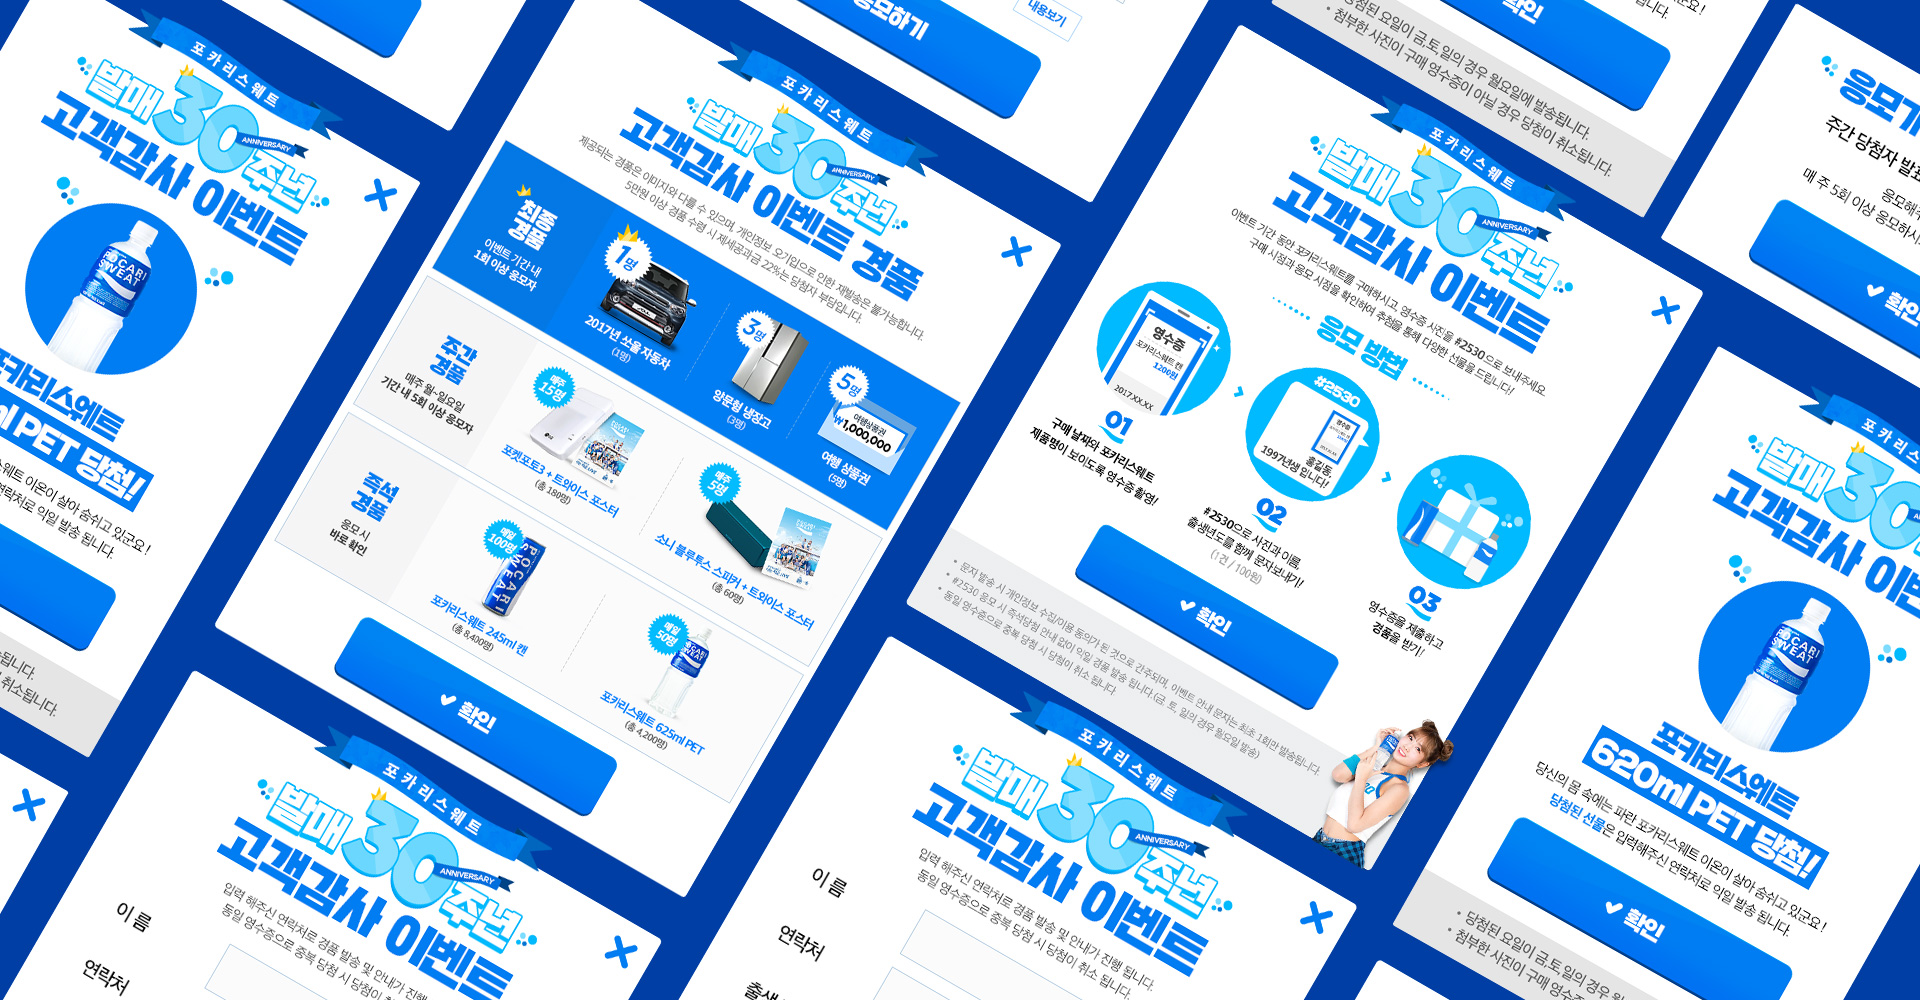 포카리스웨트
발매 30주년
ANNIVERSARY
고객감사 이벤트
POCARI
SWEAT
포카리스웨트
ml PET 당첨!
스웨트 이온이 살아 숨쉬고 있군요!
연락처로 익일 발송 됩니다.
됩니다.
취소됩니다.
응모하기
내용보기
포카리스웨트
발매 30주년
ANNIVERSARY
고객감사 이벤트 경품
제공되는 경품은 이미지와 다를 수 있으며, 개인정보 오기입으로 인한 재발송은 불가능합니다.
5만원 이상 경품 수령 시 제세공과금 22%는 당첨자 부담입니다.
최종
경품
이벤트 기간 내
1회 이상 응모자
1명
2017년 쏘울 자동차
(1명)
3명
양문형 냉장고
(3명)
5명
여행상품권
₩1,000,000
여행 상품권
(5명)
주간
경품
매주 월~일요일
기간 내 5회 이상 응모자
매주
15명
포켓포토3 + 트와이스 포스터
(총 180명)
매주
5명
소니 블루투스 스피커 + 트와이스 포스터
(총 60명)
즉석
경품
응모 시
바로 확인
매일
100명
POCARI
SWEAT
포카리스웨트 245ml 캔
(총 8,400명)
매일
50명
POCARI
SWEAT
포카리스웨트 625ml PET
(총 4,200명)
확인
확인
당첨된 요일이 금,토,일의 경우 월요일에 발송됩니다.
첨부한 사진이 구매 영수증이 아닐 경우 당첨이 취소됩니다.
포카리스웨트
발매 30주년
ANNIVERSARY
고객감사 이벤트
이벤트 기간 동안 포카리스웨트를 구매하시고, 영수증 사진을 #2530으로 보내주세요.
구매 시점과 응모 시점을 확인하여 추첨을 통해 다양한 선물을 드립니다!
응모 방법
영수증
포카리스웨트 캔
1200원
2017.XX.XX
01
구매 날짜와 포카리스웨트
제품명이 보이도록 영수증 촬영!
#2530
영수증
홍길동,
1997년생 입니다!
02
#2530으로 사진과 이름,
출생년도를 함께 문자보내기!
(1건 / 100원)
03
영수증을 제출하고
경품을 받기!
확인
문자 발송 시 개인정보 수집/이용 동의가 된 것으로 간주되며, 이벤트 안내 문자는 최초 1회만 발송됩니다.
#2530 응모 시 즉석당첨 안내 없이 익일 경품 발송 됩니다.(금, 토, 일의 경우 월요일 발송)
동일 영수증으로 중복 당첨 시 당첨이 취소 됩니다.
응모가
주간 당첨자 발표
응모해주
매 주 5회 이상 응모하시
확인
포카리스
발매 30
고객감사 이벤
POCARI
SWEAT
포카리스웨트
620ml PET 당첨!
당신의 몸 속에는 파란 포카리스웨트 이온이 살아 숨쉬고 있군요!
당첨된 선물은 입력해주신 연락처로 익일 발송 됩니다.
확인
당첨된 요일이 금,토,일의 경우 월
첨부한 사진이 구매 영수증이
포카리스웨트
발매 30주년
ANNIVERSARY
고객감사 이벤트
입력 해주신 연락처로 경품 발송 및 안내가 진행
동일 영수증으로 중복 당첨 시 당첨이 취
이름
연락처
포카리스웨트
발매 30주년
ANNIVERSARY
고객감사 이벤트
입력 해주신 연락처로 경품 발송 및 안내가 진행 됩니다.
동일 영수증으로 중복 당첨 시 당첨이 취소 됩니다.
이름
연락처
출생